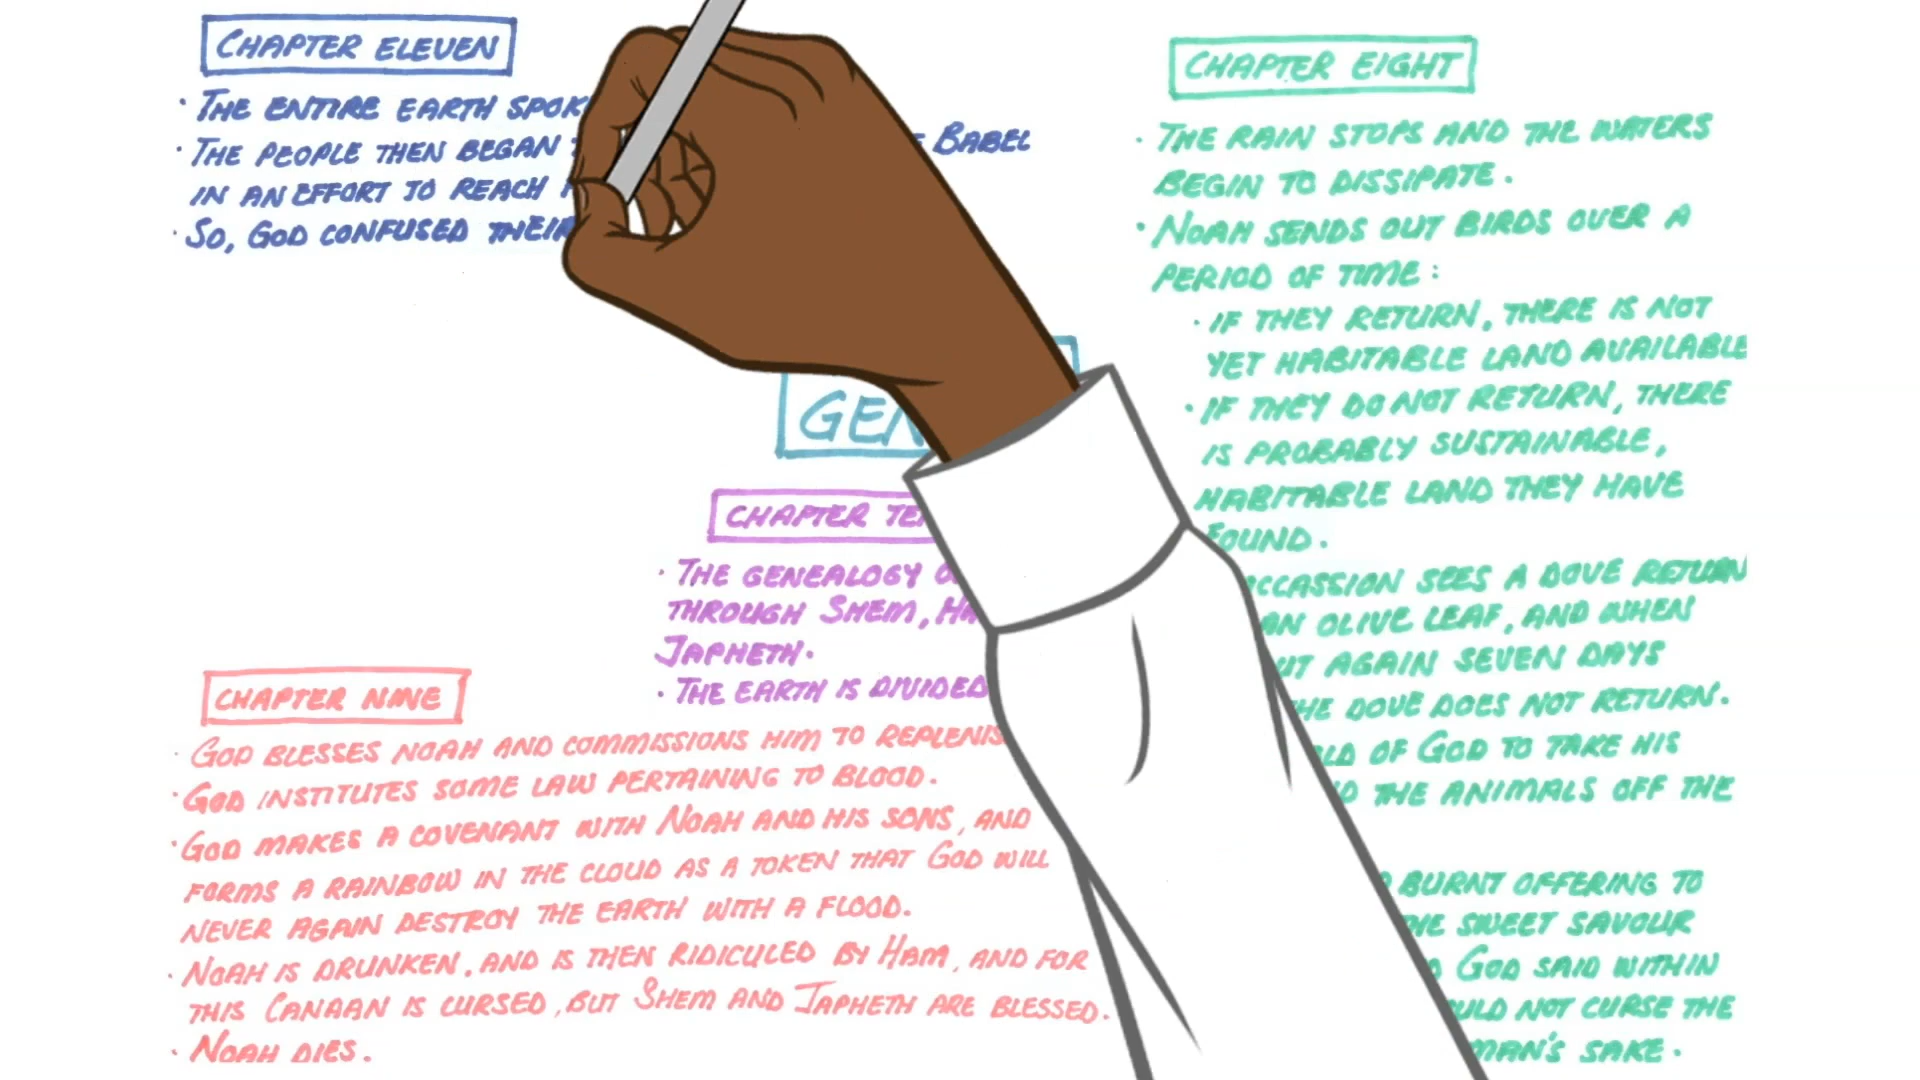 CHAPTER ELEVEN
· THE ENTIRE EARTH SPOK
· THE PEOPLE THEN BEGAN BABEL
IN AN EFFORT TO REACH
· SO, GOD CONFUSED THEIR
GEN
CHAPTER TE
· THE GENEALOGY
THROUGH SHEM, HA
JAPHETH.
· THE EARTH IS DIVIDED
CHAPTER NINE
· GOD BLESSES NOAH AND COMMISSIONS HIM TO REPLENIS
· GOD INSTITUTES SOME LAW PERTAINING TO BLOOD.
· GOD MAKES A COVENANT WITH NOAH AND HIS SONS, AND
FORMS A RAINBOW IN THE CLOUD AS A TOKEN THAT GOD WILL
NEVER AGAIN DESTROY THE EARTH WITH A FLOOD.
· NOAH IS DRUNKEN, AND IS THEN RIDICULED BY HAM, AND FOR
THIS CANAAN IS CURSED, BUT SHEM AND JAPHETH ARE BLESSED.
· NOAH DIES.
CHAPTER EIGHT
· THE RAIN STOPS AND THE WATERS
BEGIN TO DISSIPATE.
· NOAH SENDS OUT BIRDS OVER A
PERIOD OF TIME:
· IF THEY RETURN, THERE IS NOT
YET HABITABLE LAND AVAILABLE
· IF THEY DO NOT RETURN, THERE
IS PROBABLY SUSTAINABLE,
HABITABLE LAND THEY HAVE
FOUND.
CCASSION SEES A DOVE RETURN
AN OLIVE LEAF, AND WHEN
UT AGAIN SEVEN DAYS
HE DOVE DOES NOT RETURN.
LD OF GOD TO TAKE HIS
D THE ANIMALS OFF THE
BURNT OFFERING TO
HE SWEET SAVOUR
GOD SAID WITHIN
ULD NOT CURSE THE
MAN'S SAKE.